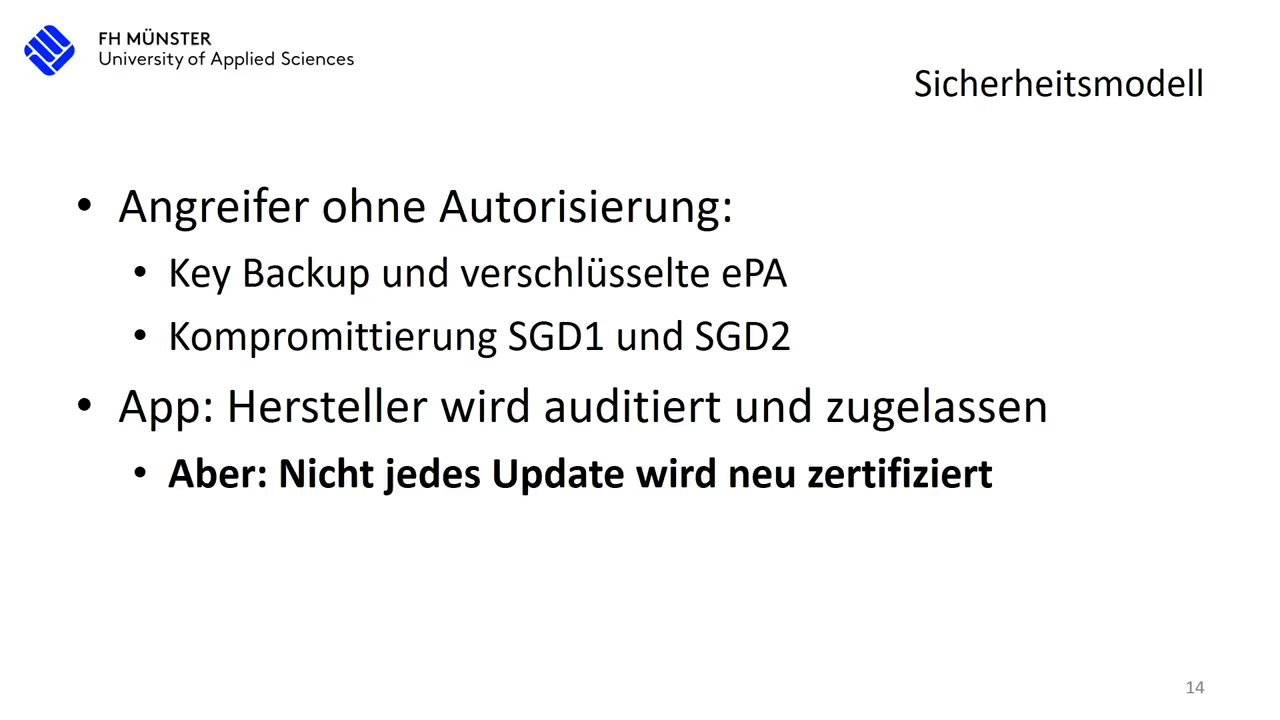 FH MÜNSTER
University of Applied Sciences
Sicherheitsmodell
• Angreifer ohne Autorisierung:
• Key Backup und verschlüsselte ePA
• Kompromittierung SGD1 und SGD2
• App: Hersteller wird auditiert und zugelassen
• Aber: Nicht jedes Update wird neu zertifiziert
14